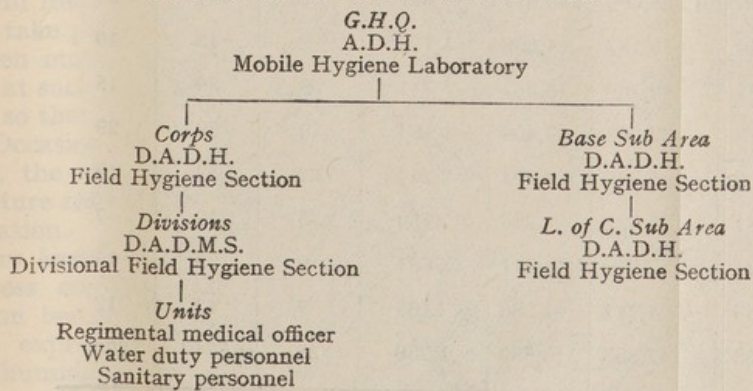 G.H.Q.
A.D.H.
Mobile Hygiene Laboratory
Corps
D.A.D.H.
Field Hygiene Section
Divisions
D.A.D.M.S.
Divisional Field Hygiene Section
Units
Regimental medical officer
Water duty personnel
Sanitary personnel
Base Sub Area
D.A.D.H.
Field Hygiene Section
L. of C. Sub Area
D.A.D.H.
Field Hygiene Section